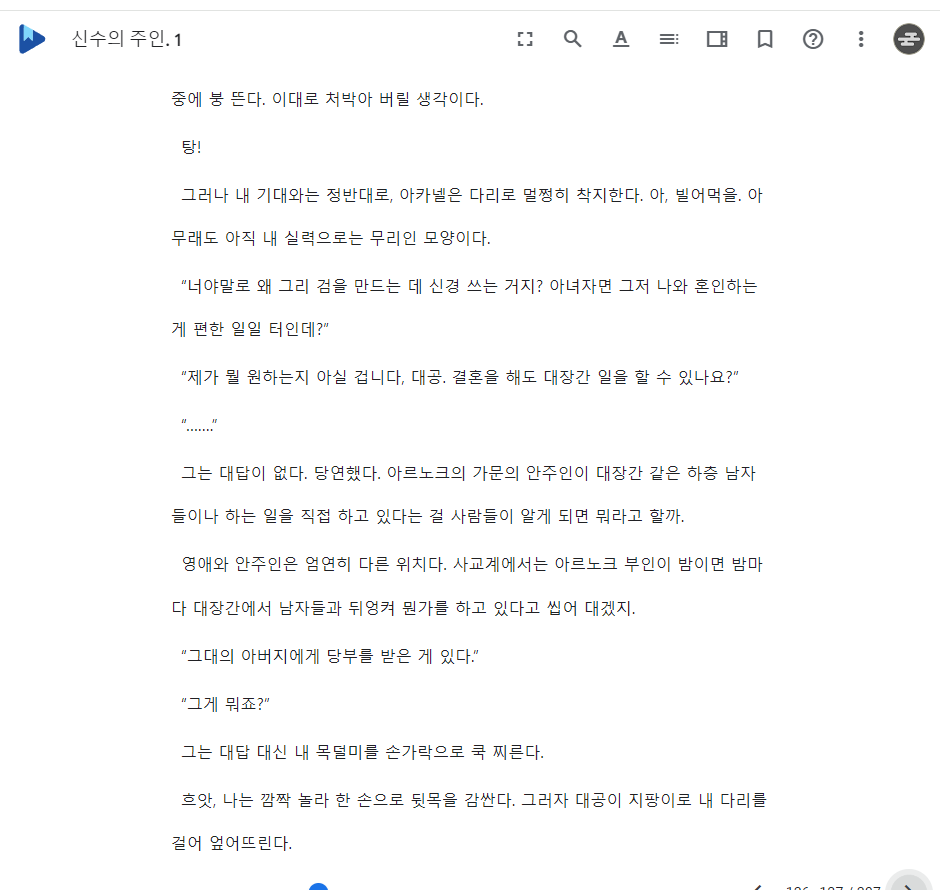 신수의 주인. 1
중에 붕 뜬다. 이대로 처박아 버릴 생각이다.
탕!
그러나 내 기대와는 정반대로, 아카넬은 다리로 멀쩡히 착지한다. 아, 빌어먹을. 아
무래도 아직 내 실력으로는 무리인 모양이다.
“너야말로 왜 그리 검을 만드는 데 신경 쓰는 거지? 아녀자면 그저 나와 혼인하는
게 편한 일일 터인데?”
“제가 뭘 원하는지 아실 겁니다, 대공. 결혼을 해도 대장간 일을 할 수 있나요?”
“.......”
그는 대답이 없다. 당연했다. 아르노크의 가문의 안주인이 대장간 같은 하층 남자
들이나 하는 일을 직접 하고 있다는 걸 사람들이 알게 되면 뭐라고 할까.
영애와 안주인은 엄연히 다른 위치다. 사교계에서는 아르노크 부인이 밤이면 밤마
다 대장간에서 남자들과 뒤엉켜 뭔가를 하고 있다고 씹어 대겠지.
“그대의 아버지에게 당부를 받은 게 있다.”
“그게 뭐죠?”
그는 대답 대신 내 목덜미를 손가락으로 쿡 찌른다.
흐앗, 나는 깜짝 놀라 한 손으로 뒷목을 감싼다. 그러자 대공이 지팡이로 내 다리를
걸어 엎어뜨린다.